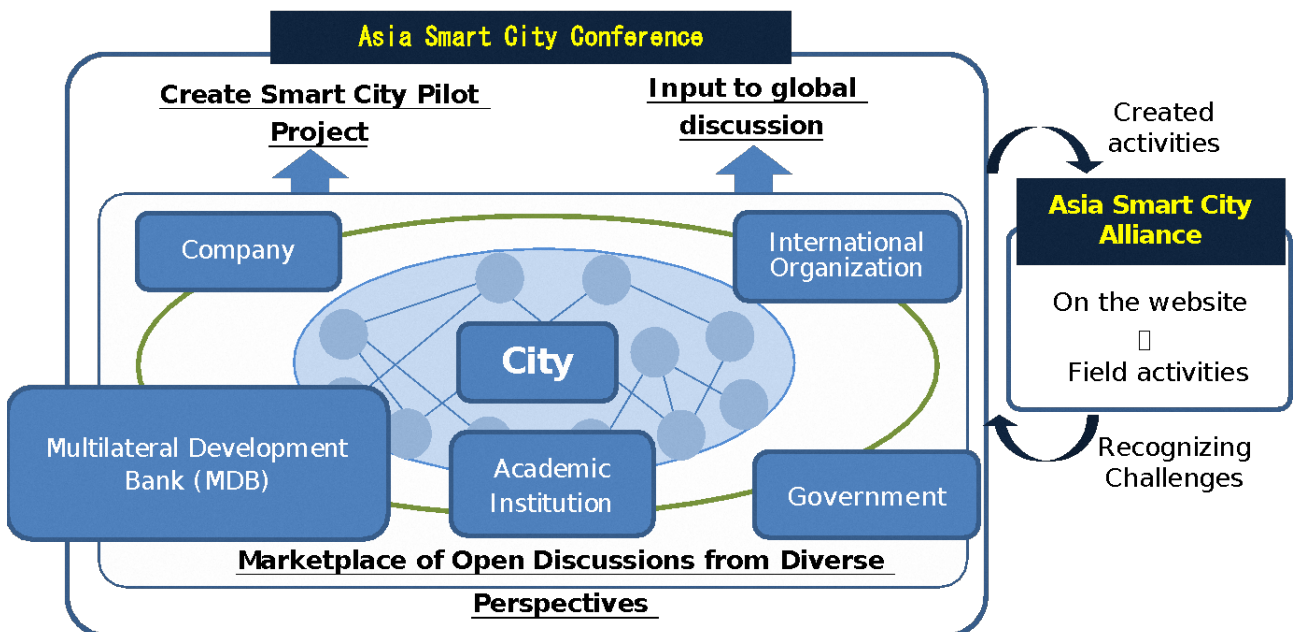 Asia Smart City Conference
Create Smart City Pilot
Project
Input to global
discussion
Company
International
Organization
City
Multilateral Development
Bank (MDB)
Academic
Institution
Government
Marketplace of Open Discussions from Diverse
Perspectives
Created
activities
Asia Smart City
Alliance
On the website
Field activities
Recognizing
Challenges